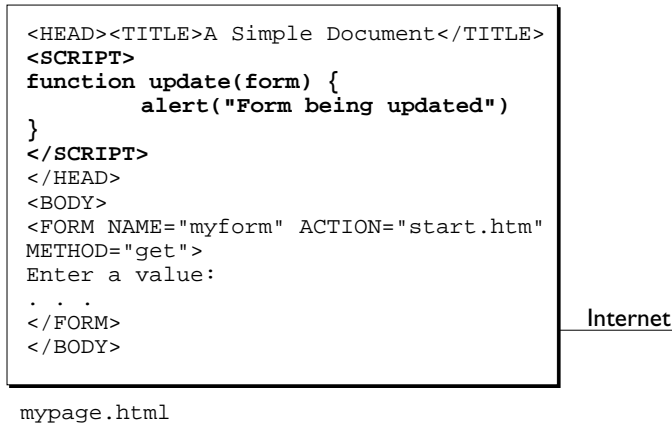 <HEAD><TITLE>A Simple Document</TITLE>
<SCRIPT>
function update(form) {
        alert("Form being updated")
}
</SCRIPT>
</HEAD>
<BODY>
<FORM NAME="myform" ACTION="start.htm"
METHOD="get">
Enter a value:
. . .
</FORM>
</BODY>
Internet
mypage.html